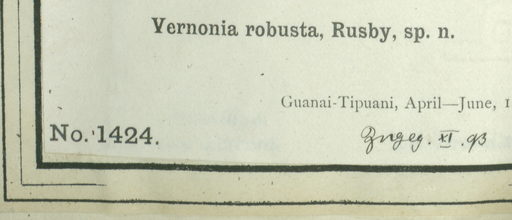 Vernonia robusta, Rusby, sp. n.
Guanai-Tipuani, April—June, 1
No. 1424.
XI. 93